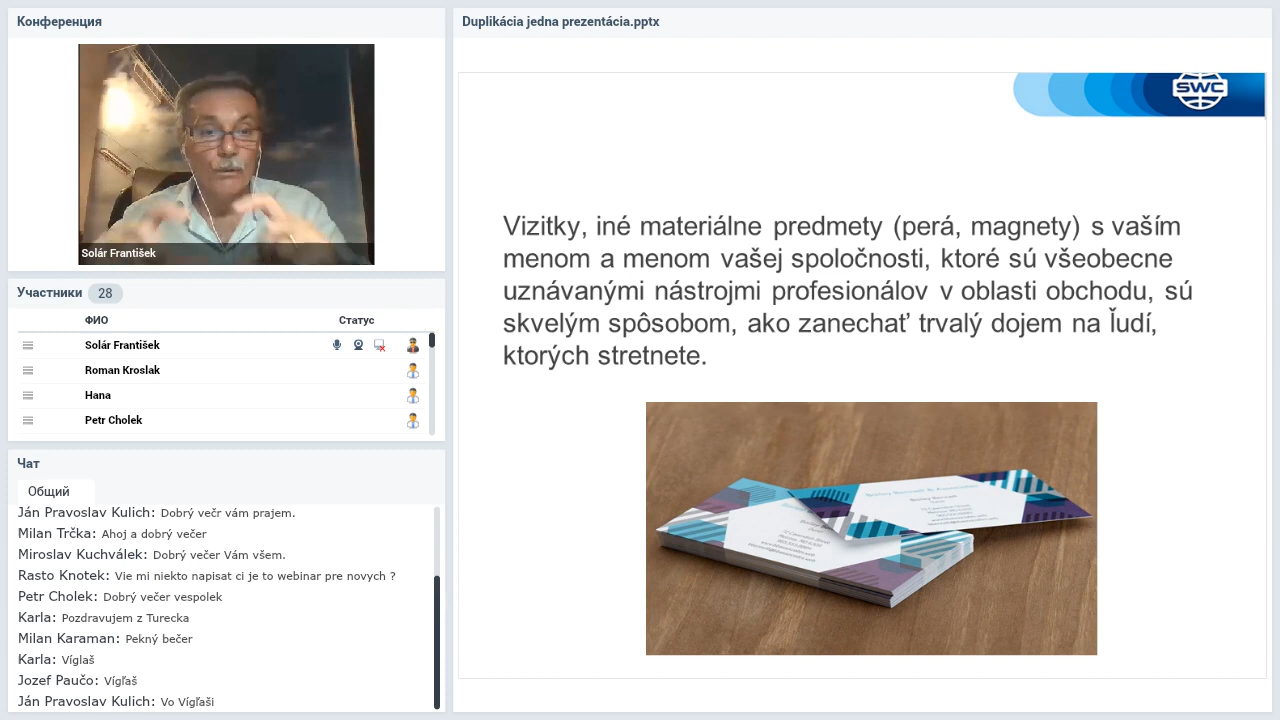 Конференция
Solár František
Участники 28
ФИО Статус
Solár František
Roman Kroslak
Hana
Petr Cholek
Чат
Общий
Ján Pravoslav Kulich: Dobrý večr vám prajem.
Milan Trčka: Ahoj a dobrý večer
Miroslav Kuchválek: Dobrý večer Vám všem.
Rasto Knotek: Vie mi niekto napisat ci je to webinar pre novych ?
Petr Cholek: Dobrý večer vespolek
Karla: Pozdravujem z Turecka
Milan Karaman: Pekný bečer
Karla: Víglaš
Jozef Paučo: Vígľaš
Ján Pravoslav Kulich: Vo Vígľaši
Duplikácia jedna prezentácia.pptx
SWC
Vizitky, iné materiálne predmety (perá, magnety) s vaším
menom a menom vašej spoločnosti, ktoré sú všeobecne
uznávanými nástrojmi profesionálov v oblasti obchodu, sú
skvelým spôsobom, ako zanechať trvalý dojem na ľudí,
ktorých stretnete.